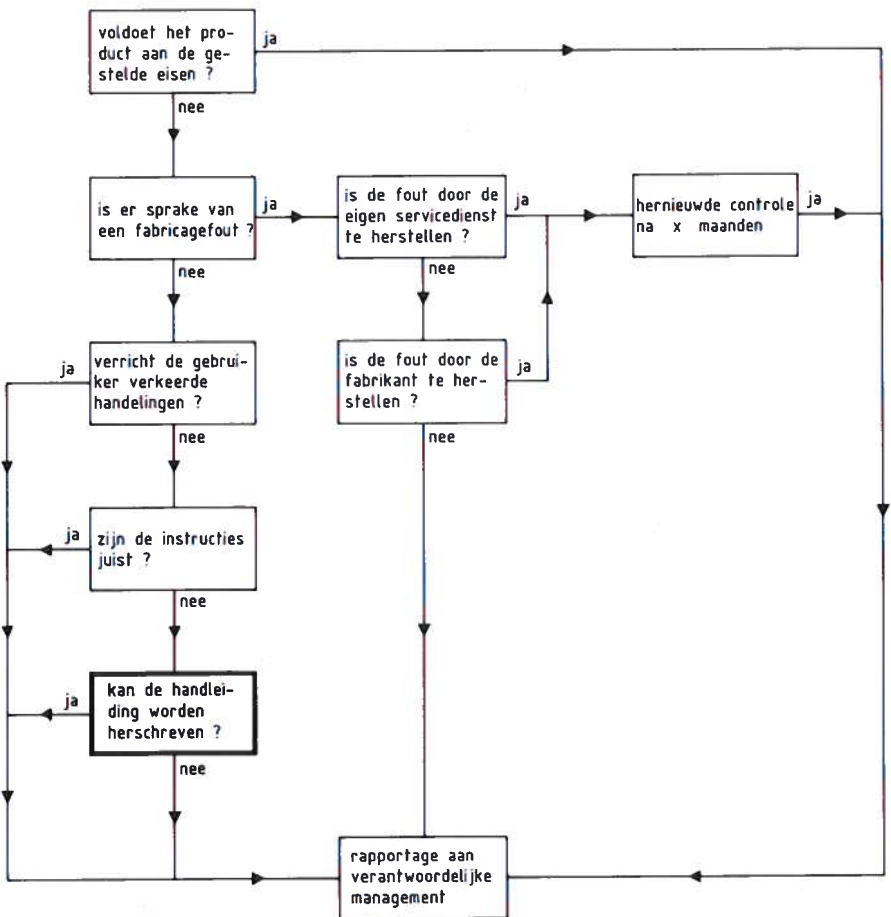 voldoet het pro-
duct aan de ge-
stelde eisen ?
ja
nee
is er sprake van
een fabricagefout ?
ja
nee
is de fout door de
eigen servicedienst
te herstellen ?
ja
nee
hernieuwde controle
na x maanden
ja
verricht de gebrui-
ker verkeerde
handelingen ?
ja
nee
is de fout door de
fabrikant te her-
stellen ?
ja
nee
zijn de instructies
juist ?
ja
nee
kan de handlei-
ding worden
herschreven ?
ja
nee
rapportage aan
verantwoordelijke
management